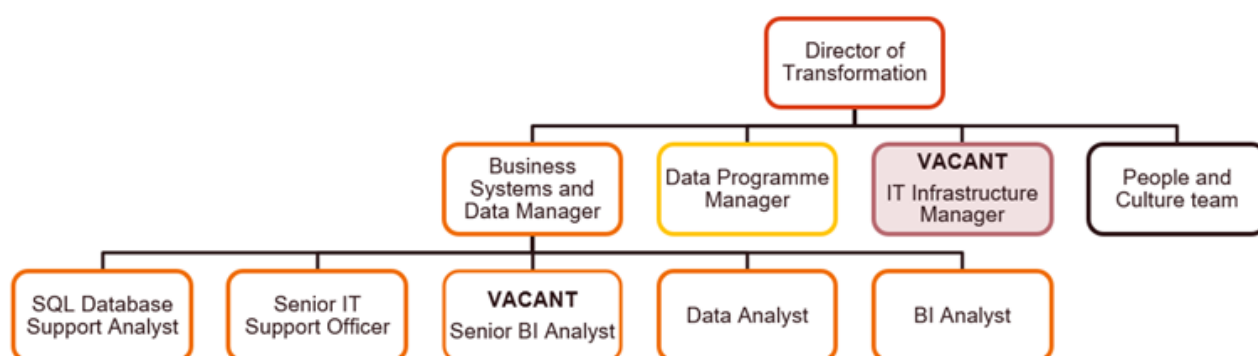 Director of
Transformation
Business
Systems and
Data Manager
Data Programme
Manager
VACANT
IT Infrastructure
Manager
People and
Culture team
SQL Database
Support Analyst
Senior IT
Support Officer
VACANT
Senior BI Analyst
Data Analyst
BI Analyst